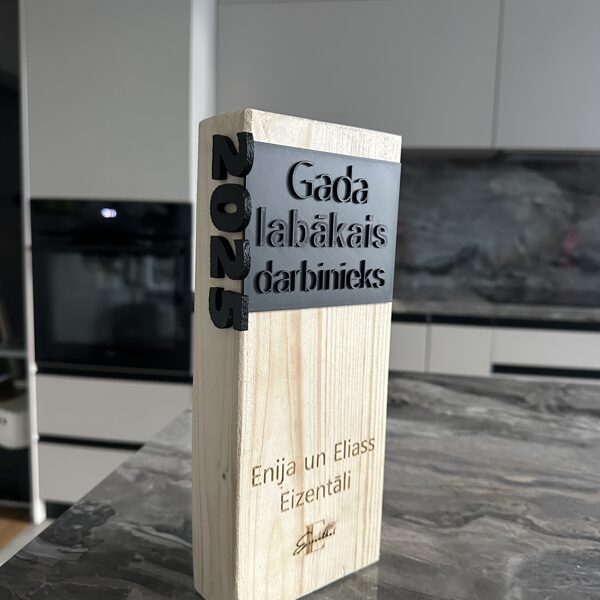 2025
Gada
labākais
darbinieks
Enija un Eliass
Eizentāli
E